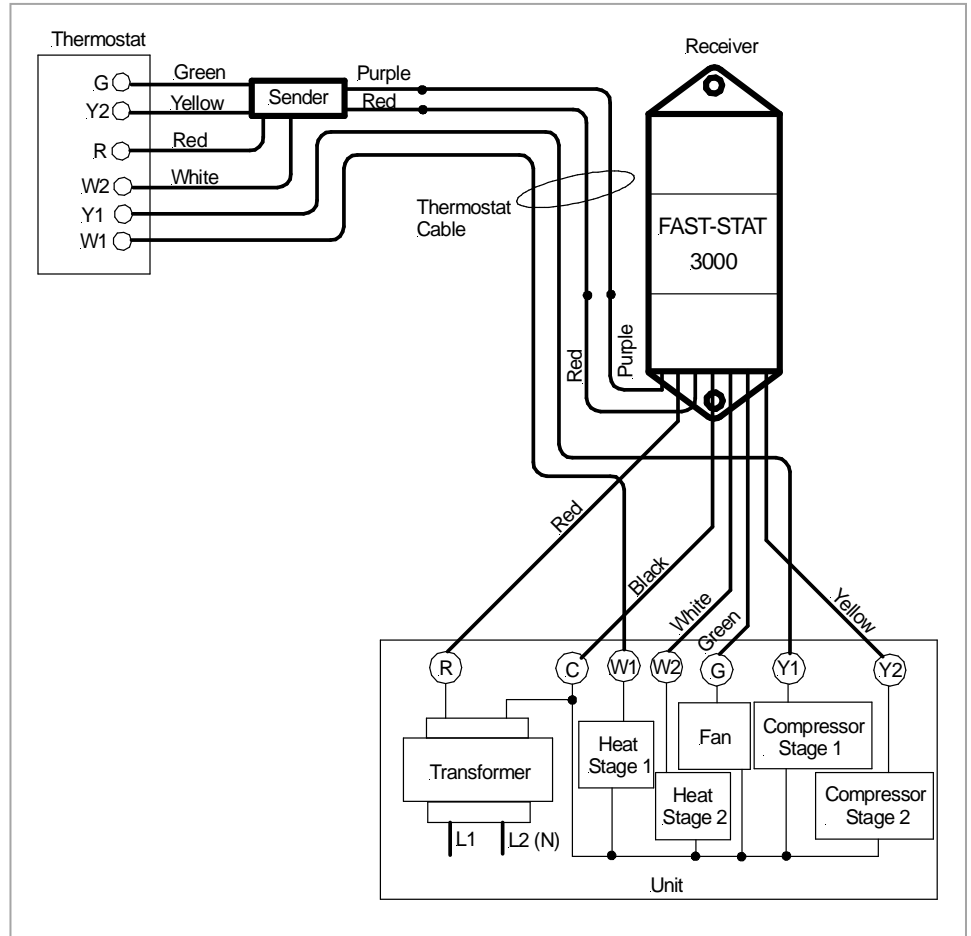 Thermostat
Receiver
G
Green
Purple
Y2
Yellow
Sender
Red
R
Red
W2
White
Y1
W1
Thermostat
Cable
FAST-STAT
3000
Red
Purple
Red
Black
White
Green
Yellow
R
C
W1
W2
G
Y1
Y2
Transformer
Heat
Stage 1
Fan
Compressor
Stage 1
Heat
Stage 2
Compressor
Stage 2
L1
L2 (N)
Unit